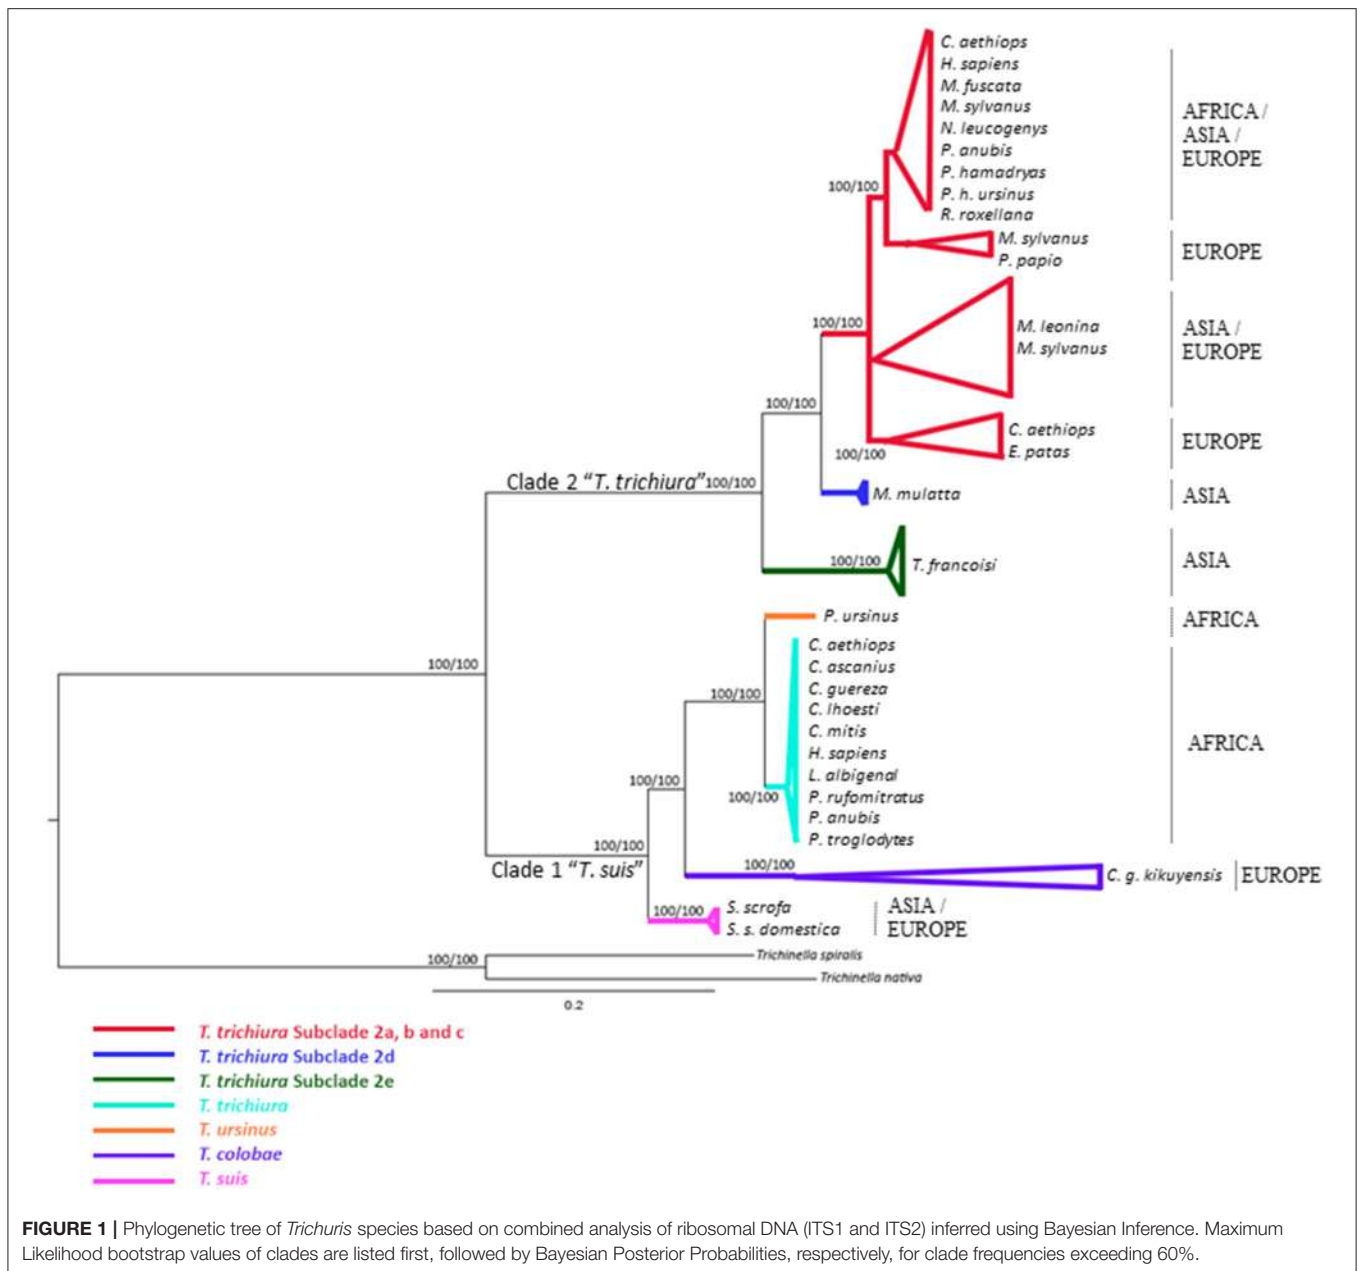 C. aethiops
H. sapiens
M. fuscata
M. sylvanus
N. leucogenys
P. anubis
P. hamadryas
P. h. ursinus
R. roxellana
AFRICA /
ASIA /
EUROPE
100/100
M. sylvanus
P. papio
EUROPE
100/100
M. leonina
M. sylvanus
ASIA /
EUROPE
100/100
C. aethiops
E. patas
EUROPE
100/100
Clade 2 "T. trichiura" 100/100
M. mulatta
ASIA
100/100
T. francoisi
ASIA
P. ursinus
AFRICA
100/100
100/100
C. aethiops
C. ascanius
C. guereza
C. lhoesti
C. mitis
H. sapiens
L. albigenal
P. rufomitratus
P. anubis
P. troglodytes
AFRICA
100/100
100/100
100/100
Clade 1 "T. suis"
100/100
C. g. kikuyensis
EUROPE
100/100
S. scrofa
S. s. domestica
ASIA /
EUROPE
100/100
Trichinella spiralis
Trichinella nativa
0.2
T. trichiura Subclade 2a, b and c
T. trichiura Subclade 2d
T. trichiura Subclade 2e
T. trichiura
T. ursinus
T. colobae
T. suis
FIGURE 1 | Phylogenetic tree of Trichuris species based on combined analysis of ribosomal DNA (ITS1 and ITS2) inferred using Bayesian Inference. Maximum
Likelihood bootstrap values of clades are listed first, followed by Bayesian Posterior Probabilities, respectively, for clade frequencies exceeding 60%.